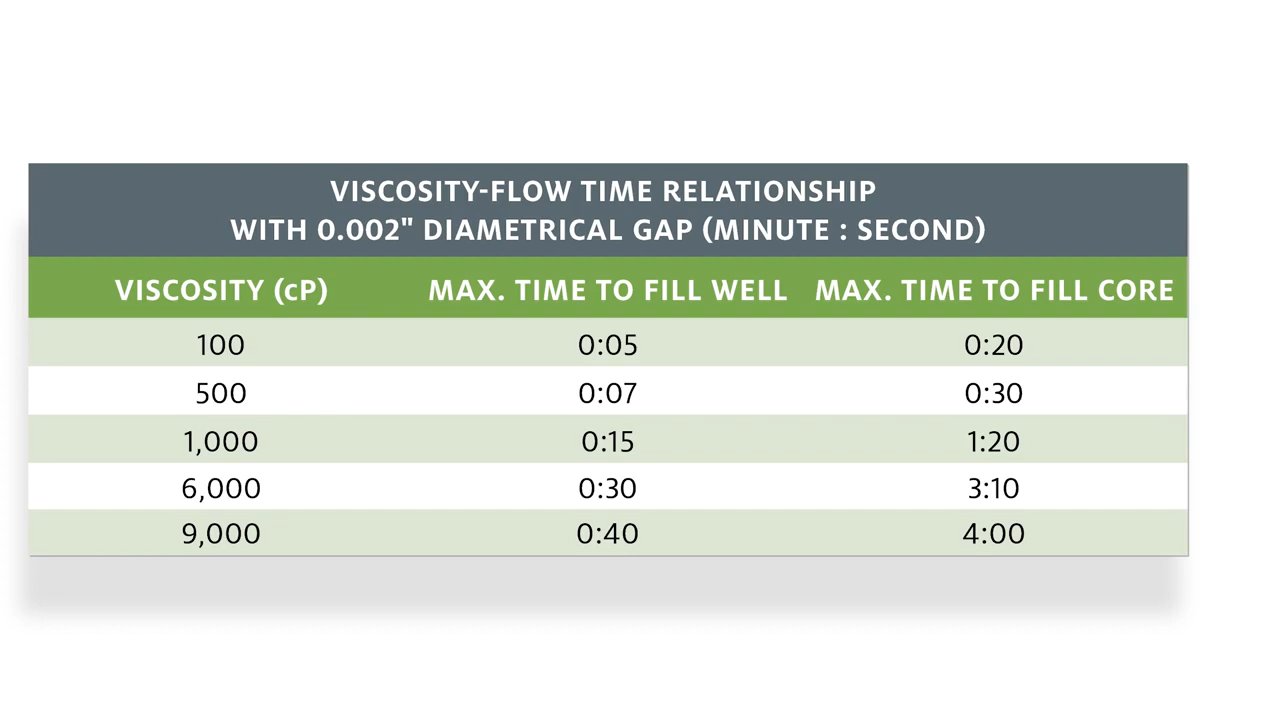 VISCOSITY-FLOW TIME RELATIONSHIP
WITH 0.002" DIAMETRICAL GAP (MINUTE : SECOND)
VISCOSITY (cP) MAX. TIME TO FILL WELL MAX. TIME TO FILL CORE
100 0:05 0:20
500 0:07 0:30
1,000 0:15 1:20
6,000 0:30 3:10
9,000 0:40 4:00